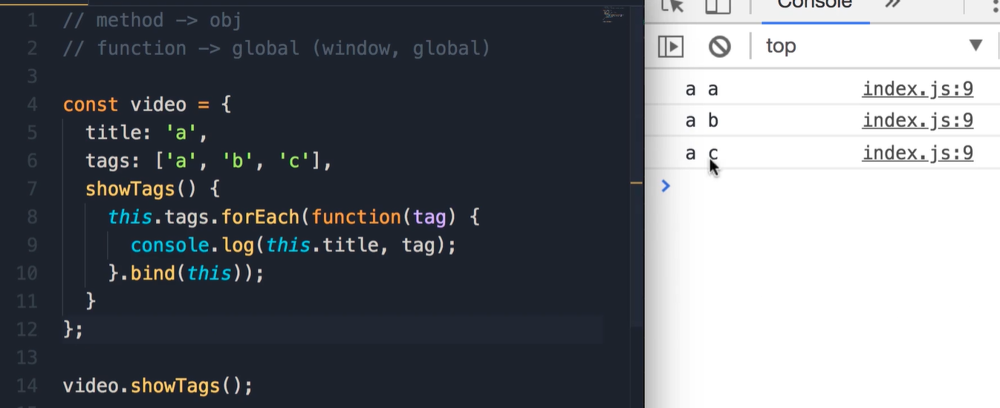 1 // method -> obj
2 // function -> global (window, global)
3
4 const video = {
5 title: 'a',
6 tags: ['a', 'b', 'c'],
7 showTags() {
8 this.tags.forEach(function(tag) {
9 console.log(this.title, tag);
10 }.bind(this));
11 }
12 };
13
14 video.showTags();
Console »
top ▼
a a index.js:9
a b index.js:9
a c index.js:9
>